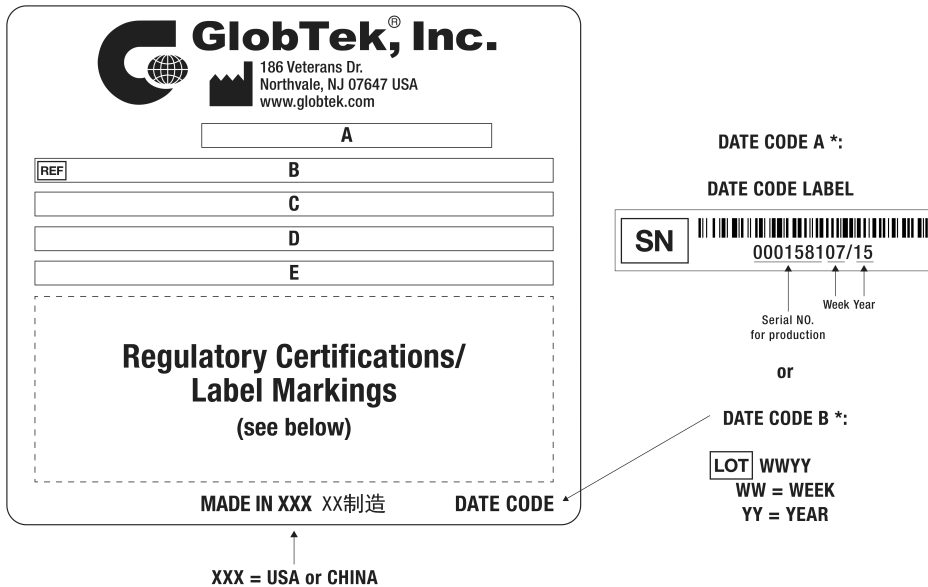 GlobTek®, Inc.
186 Veterans Dr.
Northvale, NJ 07647 USA
www.globtek.com
A
REF B
C
D
E
Regulatory Certifications/
Label Markings
(see below)
MADE IN XXX XX制造 DATE CODE
XXX = USA or CHINA
DATE CODE A *:
DATE CODE LABEL
SN
00015810 7/15
Week Year
Serial NO.
for production
or
DATE CODE B *:
LOT WWYY
WW = WEEK
YY = YEAR